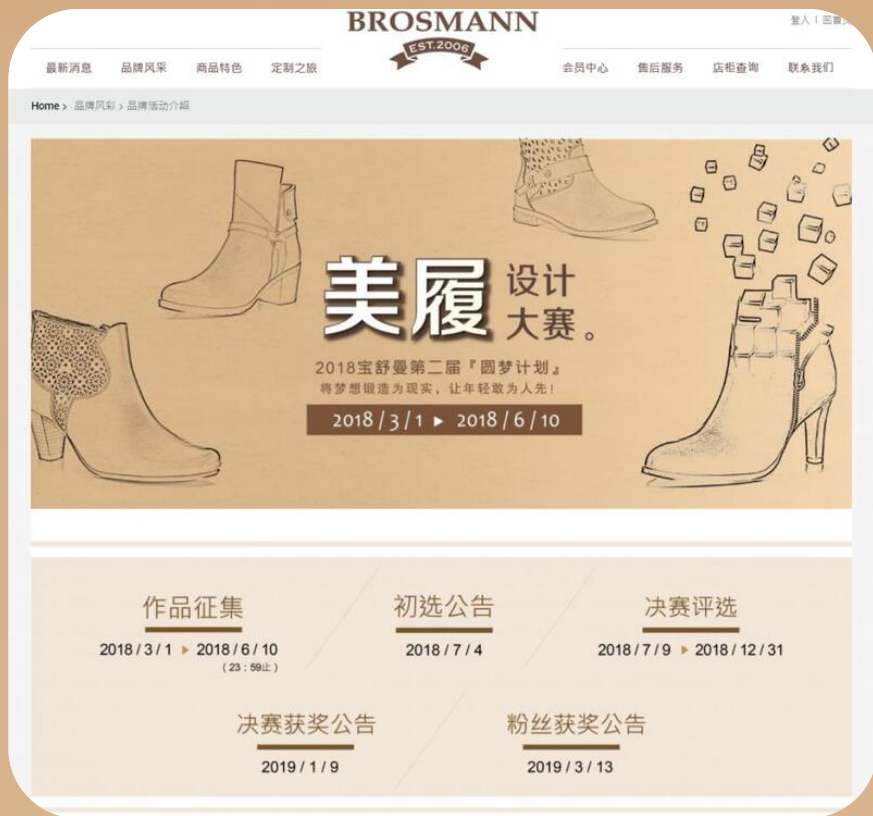 BROSMANN
EST.2006
登入 | 回首
最新消息 品牌风采 商品特色 定制之旅 会员中心 售后服务 店柜查询 联系我们
Home > 品牌风彩 > 品牌活动介紹
美履 设计大赛。
2018宝舒曼第二届『圆梦计划』
将梦想锻造为现实，让年轻敢为人先！
2018 / 3 / 1 ► 2018 / 6 / 10
作品征集 初选公告 决赛评选
2018 / 3 / 1 ► 2018 / 6 / 10 2018 / 7 / 4 2018 / 7 / 9 ► 2018 / 12 / 31
( 23 : 59止 )
决赛获奖公告 粉丝获奖公告
2019 / 1 / 9 2019 / 3 / 13